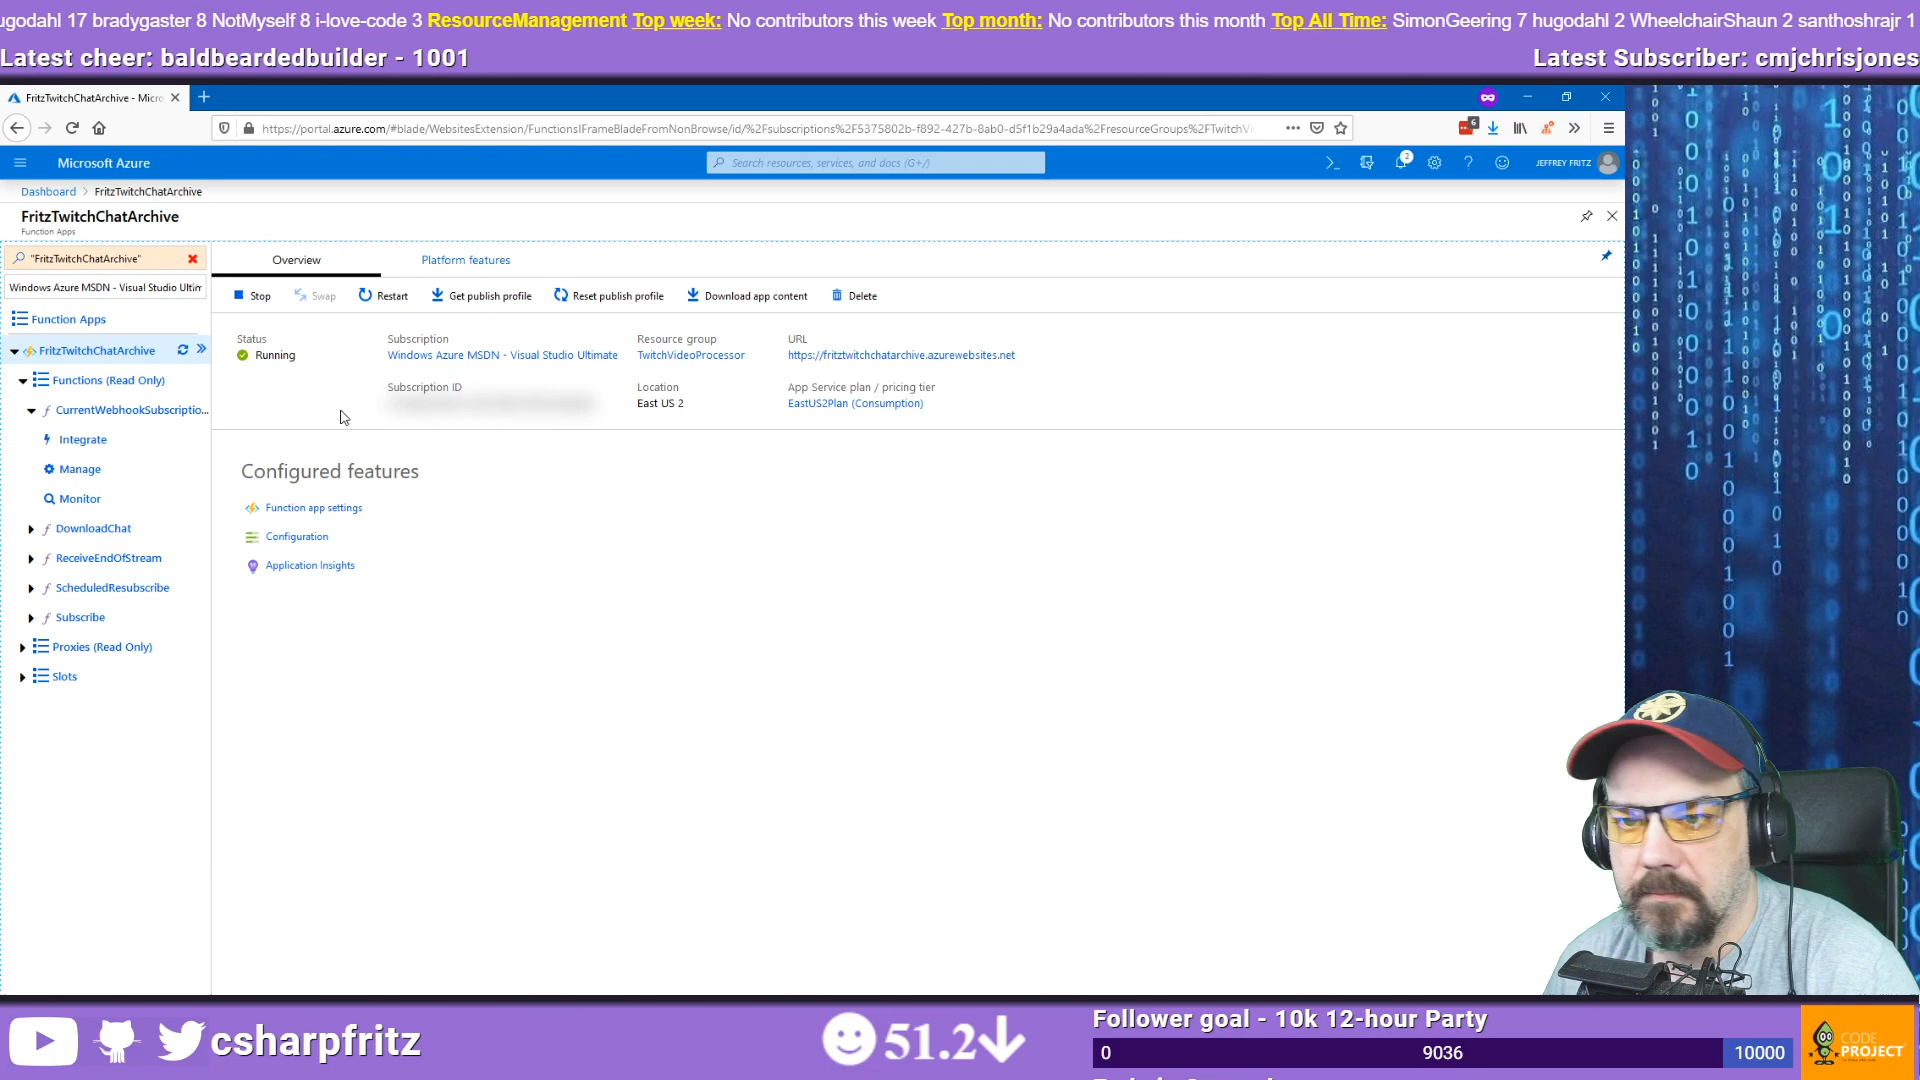 ugodahl 17 bradygaster 8 NotMyself 8 i-love-code 3 ResourceManagement Top week: No contributors this week Top month: No contributors this month Top All Time: SimonGeering 7 hugodahl 2 WheelchairShaun 2 santhoshrajr 1
Latest cheer: baldbeardedbuilder - 1001
Latest Subscriber: cmjchrisjones
FritzTwitchChatArchive - Micro
https://portal.azure.com/#blade/WebsitesExtension/FunctionsIFrameBladeFromNonBrowse/id/%2Fsubscriptions%2F5375802b-f892-427b-8ab0-d5f1b29a4ada%2FresourceGroups%2FTwitchVi
6
Microsoft Azure
Search resources, services, and docs (G+/)
2
JEFFREY FRITZ
Dashboard > FritzTwitchChatArchive
FritzTwitchChatArchive
Function Apps
"FritzTwitchChatArchive"
Windows Azure MSDN - Visual Studio Ultim
Function Apps
FritzTwitchChatArchive
Functions (Read Only)
CurrentWebhookSubscriptio...
Integrate
Manage
Monitor
DownloadChat
ReceiveEndOfStream
ScheduledResubscribe
Subscribe
Proxies (Read Only)
Slots
Overview
Platform features
Stop
Swap
Restart
Get publish profile
Reset publish profile
Download app content
Delete
Status
Running
Subscription
Windows Azure MSDN - Visual Studio Ultimate
Resource group
TwitchVideoProcessor
URL
https://fritztwitchchatarchive.azurewebsites.net
Subscription ID
Location
East US 2
App Service plan / pricing tier
EastUS2Plan (Consumption)
Configured features
Function app settings
Configuration
Application Insights
csharpfritz
51.2
Follower goal - 10k 12-hour Party
0
9036
10000
CODE
PROJECT